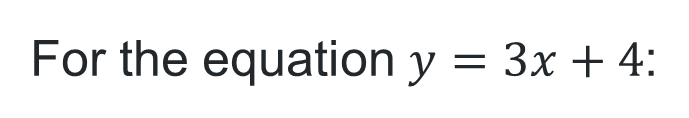 For the equation y = 3x + 4: